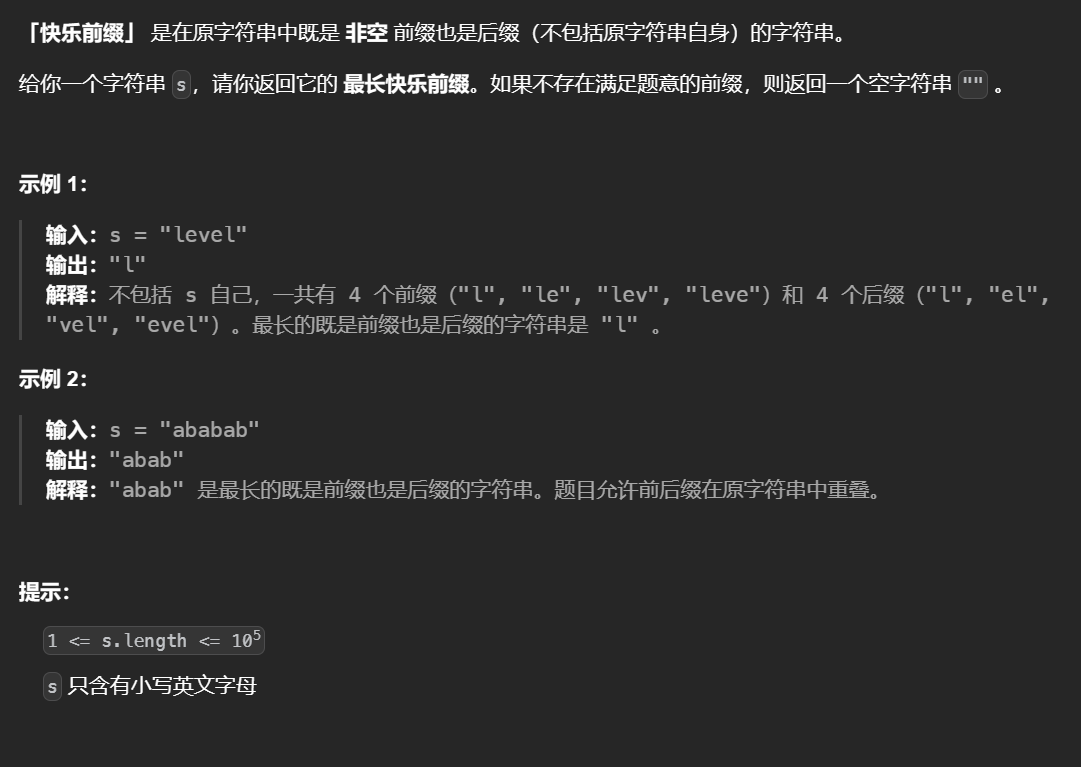 「快乐前缀」 是在原字符串中既是 非空 前缀也是后缀（不包括原字符串自身）的字符串。
给你一个字符串 s，请你返回它的 最长快乐前缀。如果不存在满足题意的前缀，则返回一个空字符串 "" 。
示例 1：
输入：s = "level"
输出："l"
解释：不包括 s 自己，一共有 4 个前缀（"l", "le", "lev", "leve"）和 4 个后缀（"l", "el",
"vel", "evel"）。最长的既是前缀也是后缀的字符串是 "l" 。
示例 2：
输入：s = "ababab"
输出："abab"
解释："abab" 是最长的既是前缀也是后缀的字符串。题目允许前后缀在原字符串中重叠。
提示：
1 <= s.length <= 10⁵
s 只含有小写英文字母